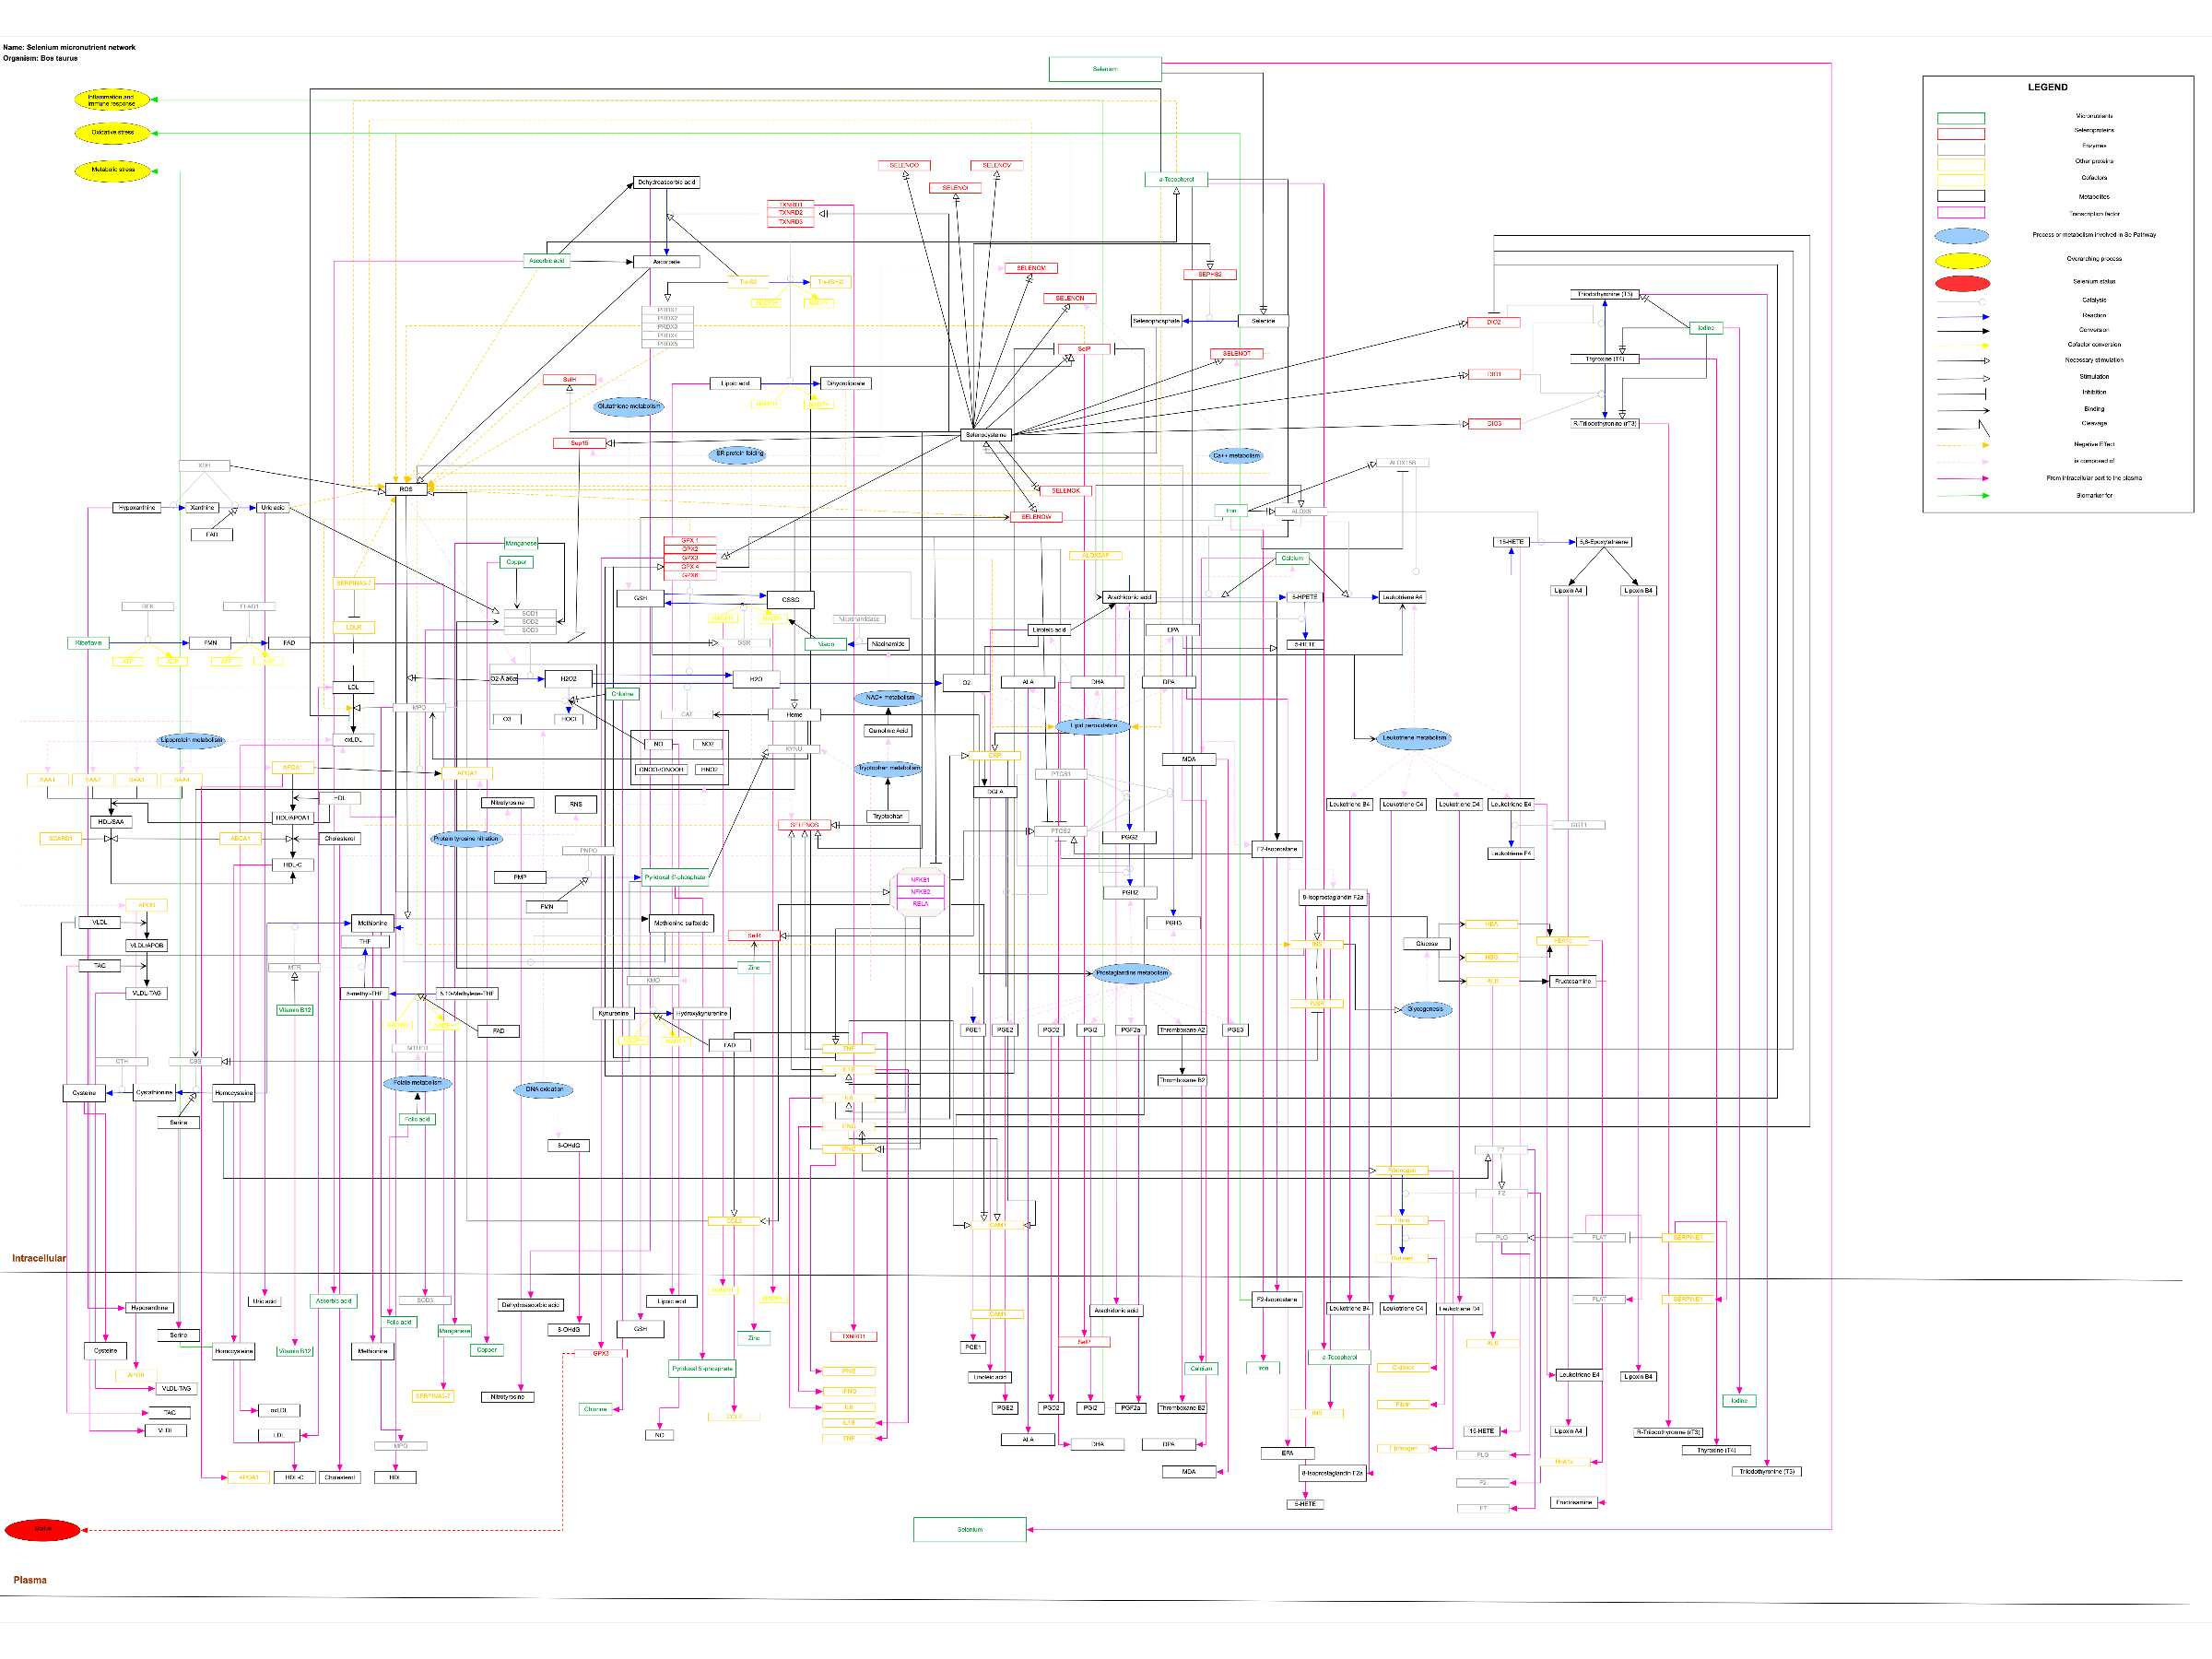 Name: Selenium micronutrient network
Organism: Bos taurus
Selenium
LEGEND
Micronutrients
Selenoproteins
Enzymes
Other proteins
Cofactors
Metabolites
Transcription factor
Process or metabolism involved in Se Pathway
Overarching process
Selenium status
Catalysis
Reaction
Conversion
Cofactor conversion
Necessary stimulation
Stimulation
Inhibition
Binding
Cleavage
Negative Effect
is composed of
From intracellular part to the plasma
Biomarker for
Inflammation and
immune response
Oxidative stress
Metabolic stress
SELENOO
SELENOV
SELENOI
a-Tocopherol
Dehydroascorbic acid
TXNRD1
TXNRD2
TXNRD3
Ascorbic acid
Ascorbate
SELENOM
SEPHS2
SELENON
PRDX1
PRDX2
PRDX3
PRDX4
PRDX5
Selenophosphate
Selenide
Triiodothyronine (T3)
DIO2
Iodine
SelP
SELENOT
Thyroxine (T4)
DIO1
SelH
Lipoic acid
Dihydrolipoate
Glutathione metabolism
DIO3
R-Triiodothyronine (rT3)
Selenocysteine
Sep15
ER protein folding
Ca++ metabolism
ALOX15B
XDH
ROS
SELENOK
Hypoxanthine
Xanthine
Uric acid
SELENOW
Iron
ALOX5
FAD
Manganese
Copper
GPX1
GPX2
GPX3
GPX 4
GPX6
ALOX5AP
Calcium
15-HETE
5,6-Epoxytetraene
SERPINA3-7
Lipoxin A4
Lipoxin B4
GSH
GSSG
Arachidonic acid
5-HPETE
Leukotriene A4
RFK
FLAD1
SOD1
SOD2
SOD3
LDLR
Linoleic acid
EPA
5-HETE
Riboflavin
FMN
FAD
GSR
Niacin
Niacinamide
ATP
ADP
ATP
ADP
H2O2
H2O
O2
ALA
DHA
DPA
LDL
Chlorine
NAD+ metabolism
MPO
O3
HOCl
CAT
Heme
Lipid peroxidation
Quinolinic Acid
Lipoprotein metabolism
oxLDL
NO
NO2
KYNU
Leukotriene metabolism
CRP
MDA
ONOO-/ONOOH
HNO2
Tryptophan metabolism
PTGS1
SAA1
SAA2
SAA3
SAA4
APOA1
APOA1
DGLA
HDL
Nitrotyrosine
RNS
Tryptophan
Leukotriene B4
Leukotriene C4
Leukotriene D4
Leukotriene E4
HDL/SAA
HDL/APOA1
SELENOS
PTGS2
GGT1
SCARB1
ABCA1
Cholesterol
Protein tyrosine nitration
PGG2
PNPO
F2-Isoprostane
Leukotriene F4
HDL-C
PMP
Pyridoxal 5'-phosphate
NFKB1
NFKB2
RELA
PGH2
8-Isoprostaglandin F2a
APOB
FMN
VLDL
Methionine
Methionine sulfoxide
PGH3
HBA
THF
SelR
INS
Glucose
HBA1C
VLDL/APOB
TAG
MTR
Zinc
Prostaglandins metabolism
HBB
KMO
ALB
Fructosamine
VLDL-TAG
5-methyl-THF
5-10-Methylene-THF
Vitamin B12
INSR
Glycogenesis
Kynurenine
Hydroxykynurenine
FAD
FAD
PGE1
PGE2
PGD2
PGI2
PGF2a
Thromboxane A2
PGE3
MTHFR
TNF
CTH
CBS
IL1B
Thromboxane B2
Folate metabolism
DNA oxidation
Cysteine
Cystathionine
Homocysteine
IL6
Serine
Folic acid
IFNG
8-OHdG
F7
Fibrinogen
F2
CCL2
ICAM1
Fibrin
PLG
PLAT
SERPINE1
D-dimer
Intracellular
Hypoxanthine
Uric acid
Ascorbic acid
SOD3
Dehydroascorbic acid
Lipoic acid
F2-Isoprostane
PLAT
SERPINE1
Serine
Folic acid
Manganese
8-OHdG
GSH
Zinc
TXNRD1
ICAM1
Arachidonic acid
Leukotriene B4
Leukotriene C4
Leukotriene D4
Cysteine
Homocysteine
Vitamin B12
Methionine
Copper
GPX3
PGE1
SelP
a-Tocopherol
ALB
APOB
VLDL-TAG
SERPINA3-7
Nitrotyrosine
Pyridoxal 5'-phosphate
IFNG
Linoleic acid
Calcium
Iron
D-dimer
Leukotriene E4
Lipoxin B4
TAG
oxLDL
Chlorine
IFNG
IL6
PGE2
PGD2
PGI2
PGF2a
Thromboxane B2
INS
Fibrin
Iodine
VLDL
LDL
NO
IL1B
TNF
ALA
DHA
DPA
15-HETE
Lipoxin A4
R-Triiodothyronine (rT3)
MPO
EPA
Fibrinogen
PLG
Thyroxine (T4)
APOA1
HDL-C
Cholesterol
HDL
MDA
8-Isoprostaglandin F2a
HbA1c
Triiodothyronine (T3)
F2
5-HETE
F7
Fructosamine
Status
Selenium
Plasma